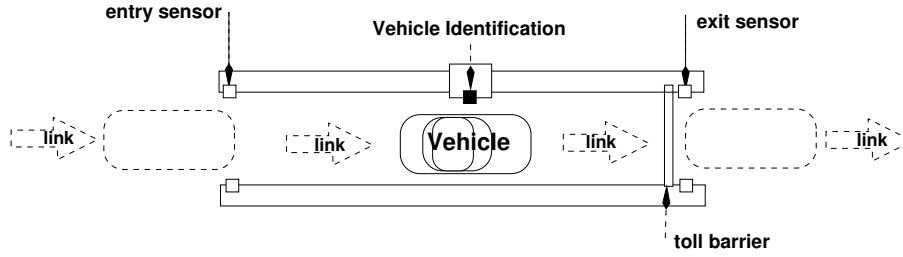 entry sensor
Vehicle Identification
exit sensor
link
link
Vehicle
link
link
toll barrier